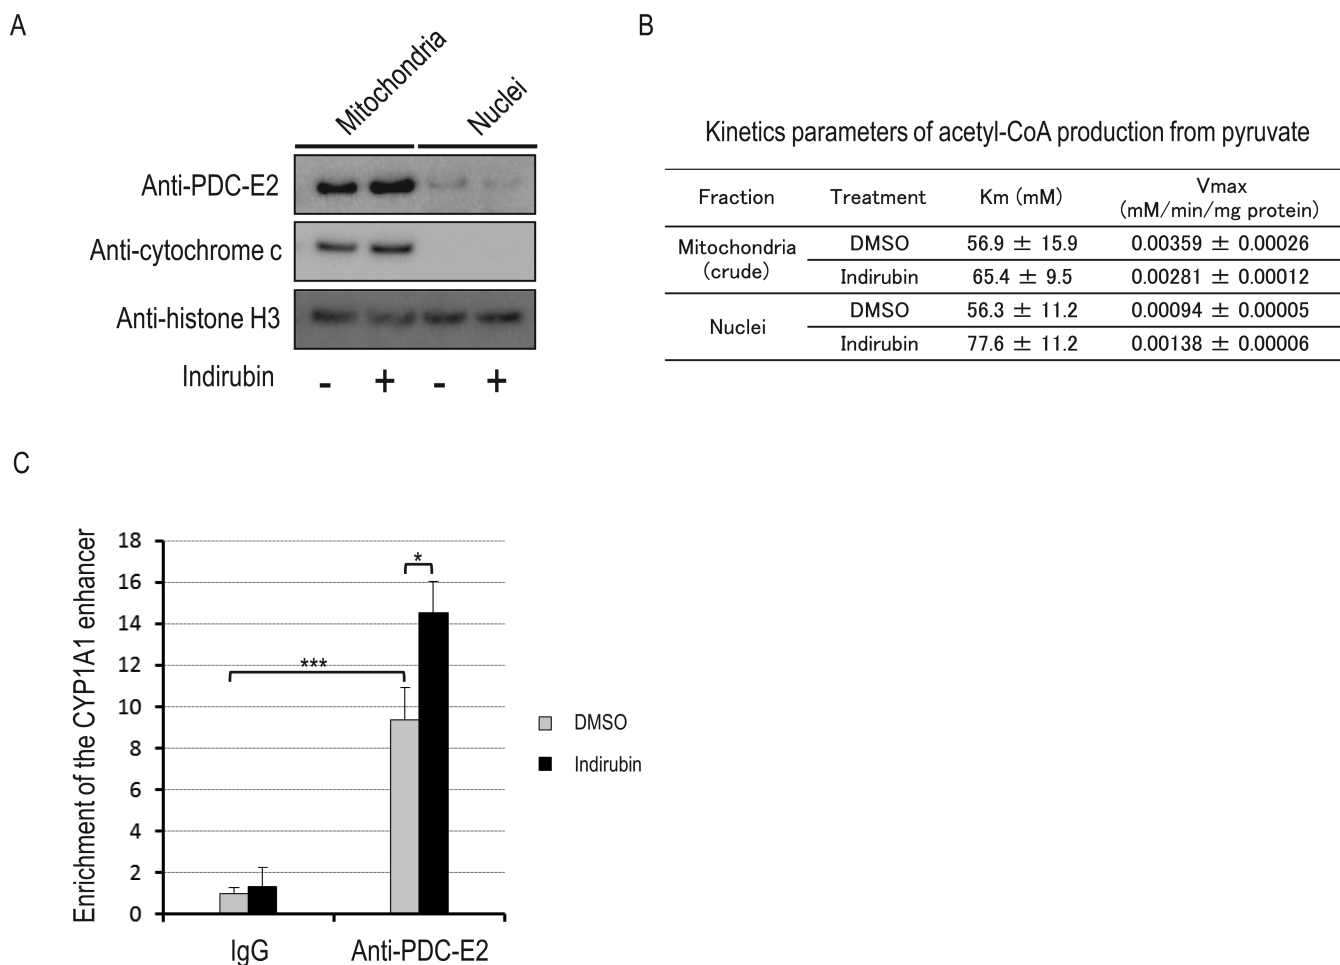 A
Mitochondria
Nuclei
Anti-PDC-E2
Anti-cytochrome c
Anti-histone H3
Indirubin - + - +
B
Kinetics parameters of acetyl-CoA production from pyruvate
Fraction Treatment Km (mM) Vmax (mM/min/mg protein)
Mitochondria (crude) DMSO 56.9 ± 15.9 0.00359 ± 0.00026
Indirubin 65.4 ± 9.5 0.00281 ± 0.00012
Nuclei DMSO 56.3 ± 11.2 0.00094 ± 0.00005
Indirubin 77.6 ± 11.2 0.00138 ± 0.00006
C
Enrichment of the CYP1A1 enhancer
18
16
14
12
10
8
6
4
2
0
***
*
IgG
Anti-PDC-E2
DMSO
Indirubin